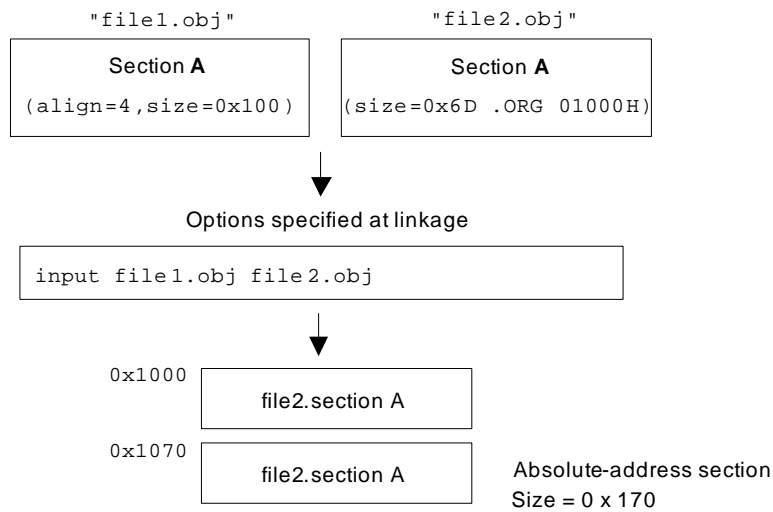 "file1.obj"
"file2.obj"
Section A
(align=4,size=0x100)
Section A
(size=0x6D .ORG 01000H)
Options specified at linkage
input file1.obj file2.obj
0x1000
file2.section A
0x1070
file2.section A
Absolute-address section
Size = 0 x 170